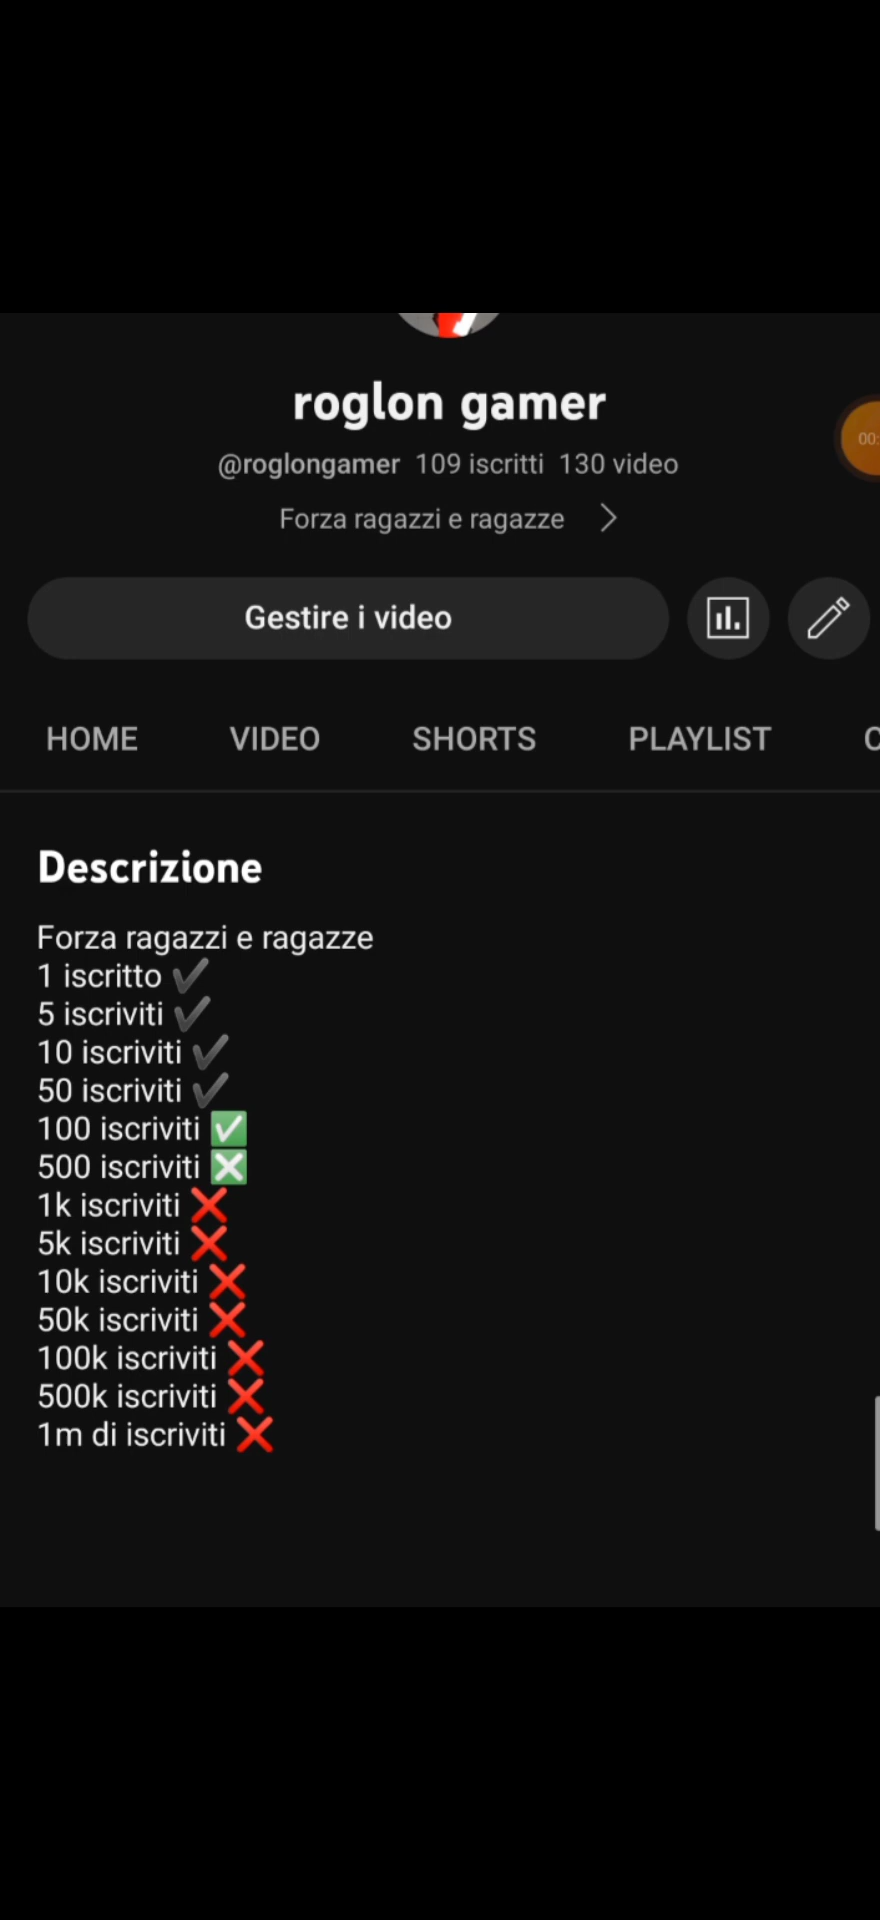 roglon gamer
@roglongamer 109 iscritti 130 video
00:
Forza ragazzi e ragazze
Gestire i video
HOME VIDEO SHORTS PLAYLIST C
Descrizione
Forza ragazzi e ragazze
1 iscritto ✔
5 iscriviti ✔
10 iscriviti ✔
50 iscriviti ✔
100 iscriviti ✅
500 iscriviti ❎
1k iscriviti ❌
5k iscriviti ❌
10k iscriviti ❌
50k iscriviti ❌
100k iscriviti ❌
500k iscriviti ❌
1m di iscriviti ❌